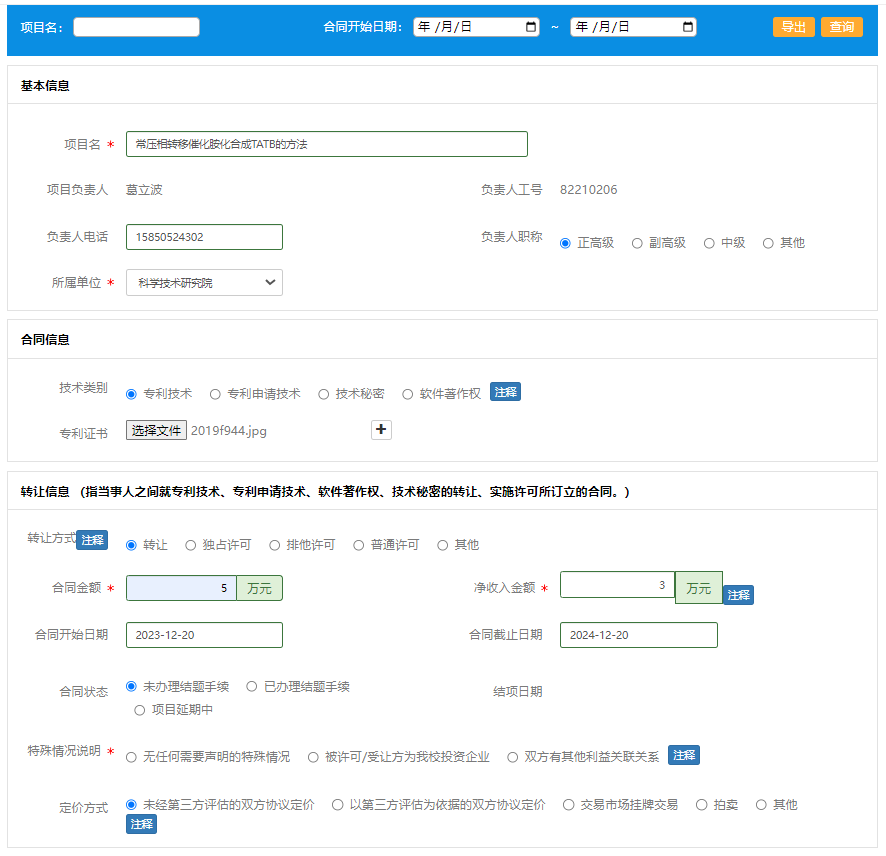 项目名: 合同开始日期: 年 /月/日 ~ 年 /月/日 导出 查询
基本信息
项目名 * 常压相转移催化胺化合成TATB的方法
项目负责人 葛立波 负责人工号 82210206
负责人电话 15850524302 负责人职称 正高级 副高级 中级 其他
所属单位 * 科学技术研究院
合同信息
技术类别 专利技术 专利申请技术 技术秘密 软件著作权 注释
专利证书 选择文件 2019f944.jpg +
转让信息 （指当事人之间就专利技术、专利申请技术、软件著作权、技术秘密的转让、实施许可所订立的合同。）
转让方式 注释 转让 独占许可 排他许可 普通许可 其他
合同金额 * 5 万元 净收入金额 * 3 万元 注释
合同开始日期 2023-12-20 合同截止日期 2024-12-20
合同状态 未办理结题手续 已办理结题手续 结项日期
项目延期中
特殊情况说明 * 无任何需要声明的特殊情况 被许可/受让方为我校投资企业 双方有其他利益关联关系 注释
定价方式 未经第三方评估的双方协议定价 以第三方评估为依据的双方协议定价 交易市场挂牌交易 拍卖 其他
注释